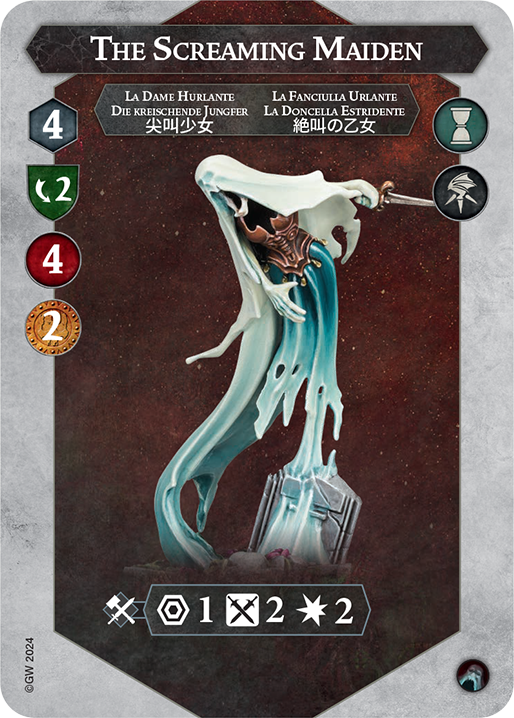 The Screaming Maiden
La Dame Hurlante
Die kreischende Jungfer
尖叫少女
La Fanciulla Urlante
La Doncella Estridente
絶叫の乙女
4
2
4
2
1 2 2
©GW 2024